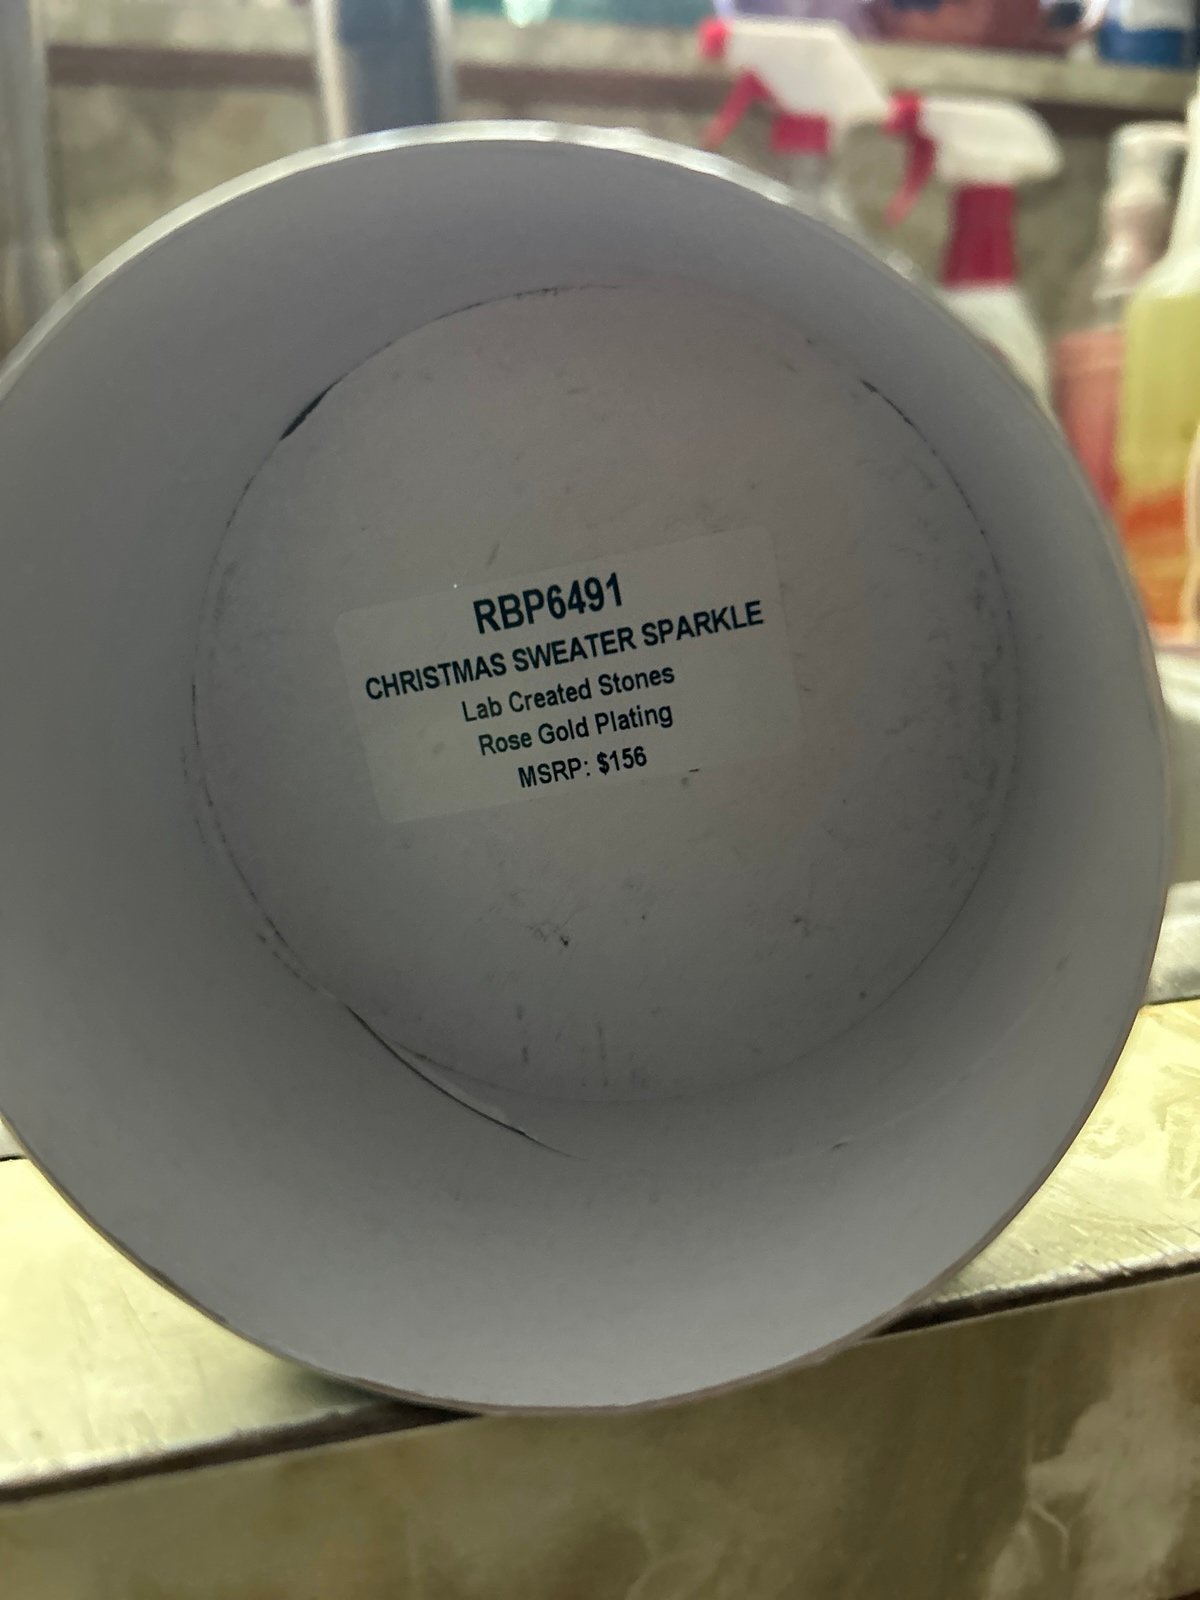 RBP6491
CHRISTMAS SWEATER SPARKLE
Lab Created Stones
Rose Gold Plating
MSRP: $156